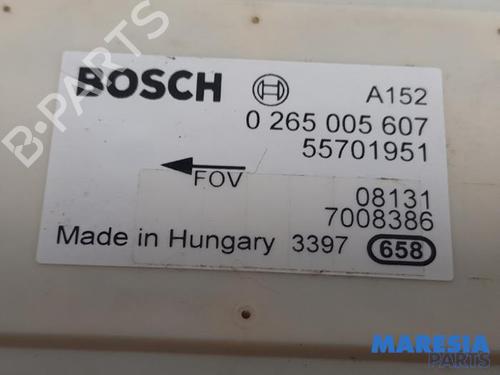 BOSCH A152
0 265 005 607
55701951
FOV
08131
7008386
Made in Hungary 3397 658
B-PARTS
MARESIA
PARTS